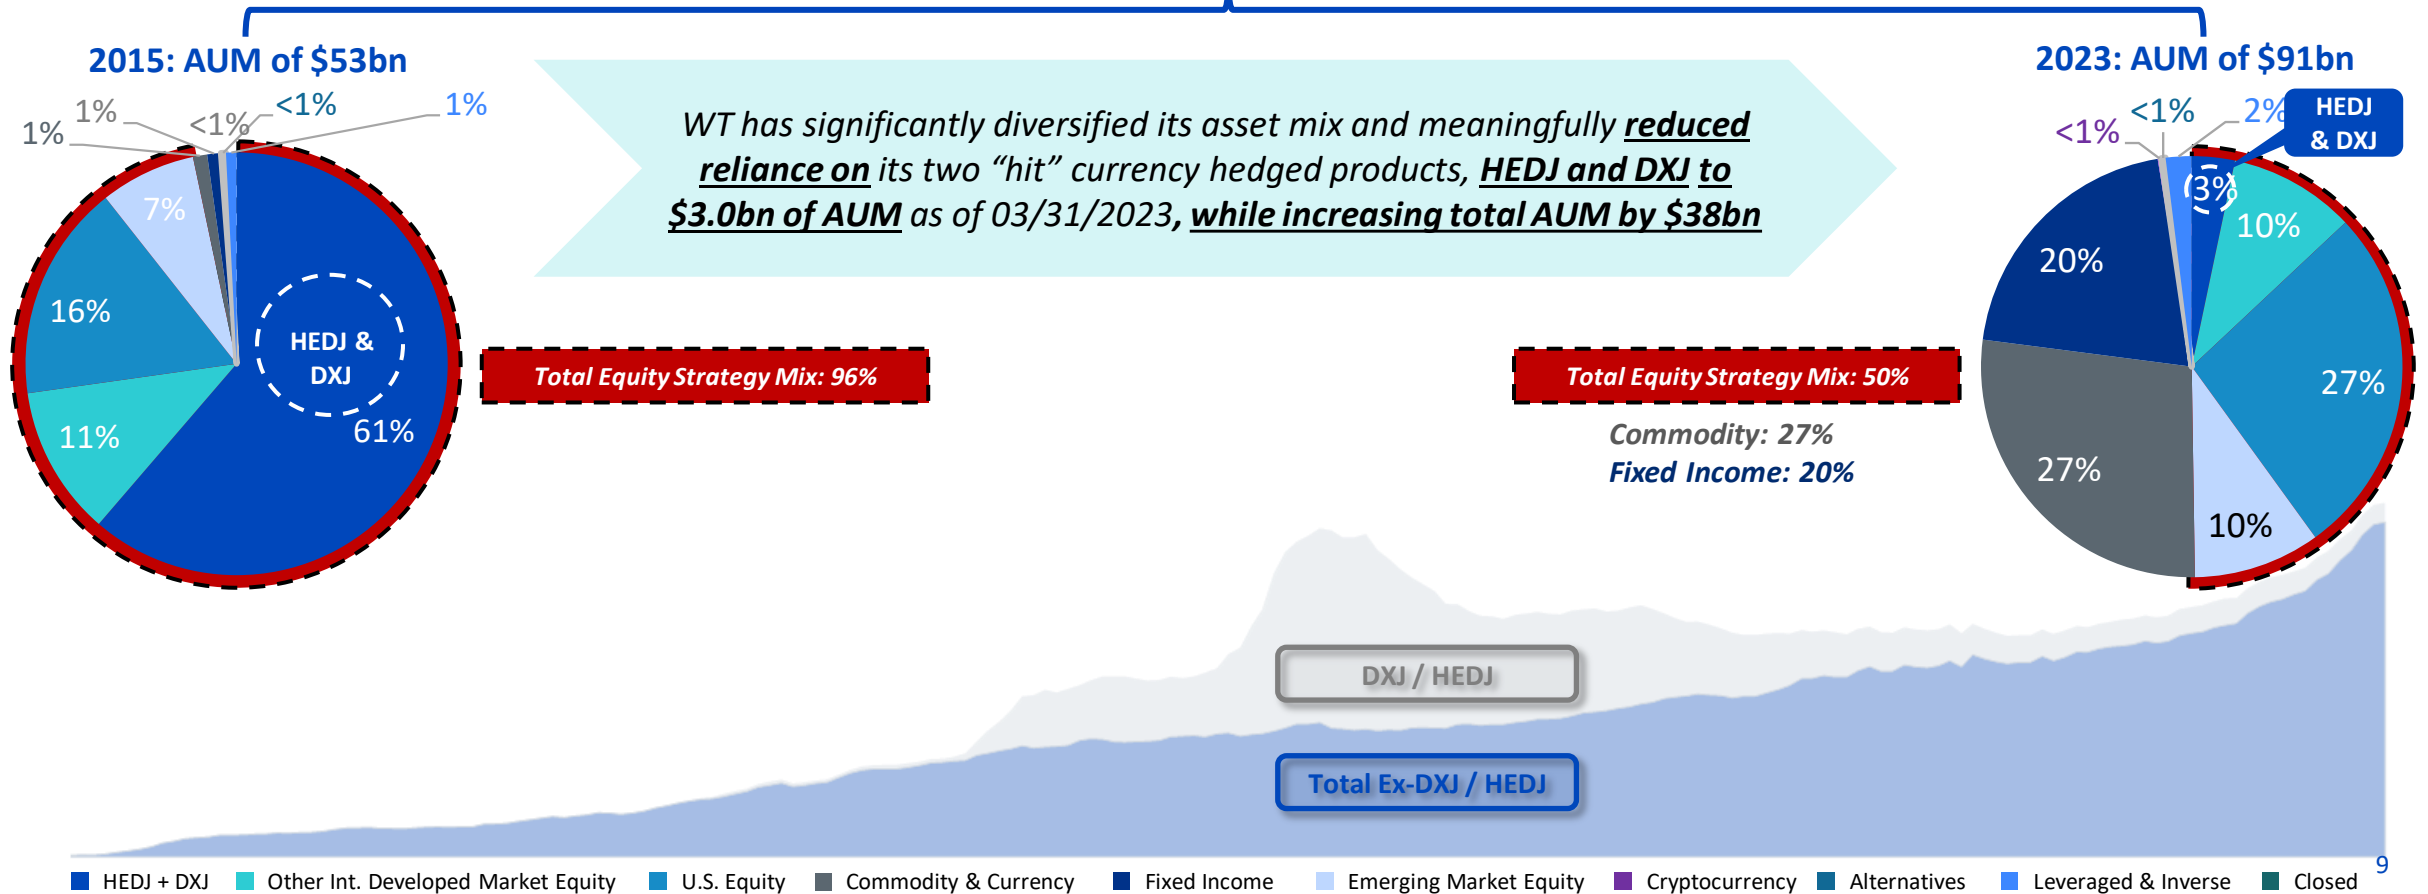 2015: AUM of $53bn
1%
1%
<1%
<1%
1%
7%
16%
11%
61%
HEDJ &
DXJ
WT has significantly diversified its asset mix and meaningfully reduced
reliance on its two “hit” currency hedged products, HEDJ and DXJ to
$3.0bn of AUM as of 03/31/2023, while increasing total AUM by $38bn
2023: AUM of $91bn
<1%
<1%
2%
HEDJ
& DXJ
3%
10%
20%
27%
27%
10%
Total Equity Strategy Mix: 96%
Total Equity Strategy Mix: 50%
Commodity: 27%
Fixed Income: 20%
DXJ / HEDJ
Total Ex-DXJ / HEDJ
HEDJ + DXJ
Other Int. Developed Market Equity
U.S. Equity
Commodity & Currency
Fixed Income
Emerging Market Equity
Cryptocurrency
Alternatives
Leveraged & Inverse
Closed
9